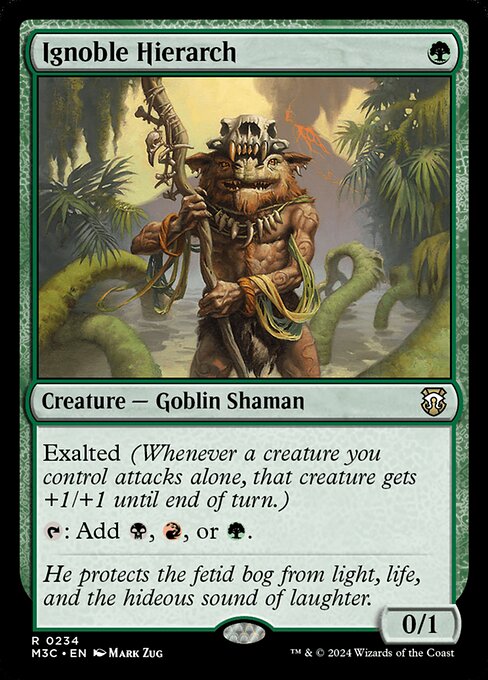 Ignoble Hierarch
Creature — Goblin Shaman
Exalted (Whenever a creature you
control attacks alone, that creature gets
+1/+1 until end of turn.)
: Add , , or .
He protects the fetid bog from light, life,
and the hideous sound of laughter.
0/1
R 0234
M3C • EN Mark Zug
™ & © 2024 Wizards of the Coast